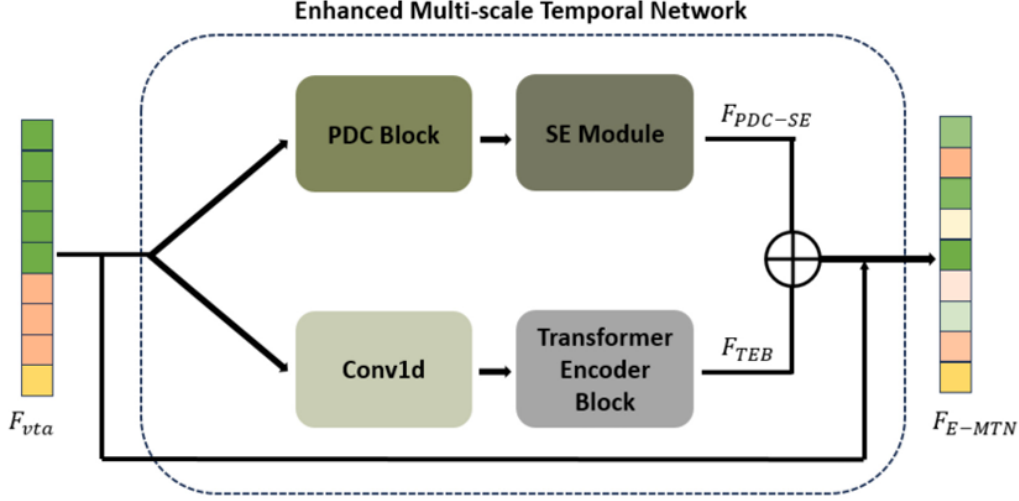 Enhanced Multi-scale Temporal Network
PDC Block
SE Module
F_{PDC-SE}
Conv1d
Transformer
Encoder
Block
F_{TEB}
F_{vta}
F_{E-MTN}